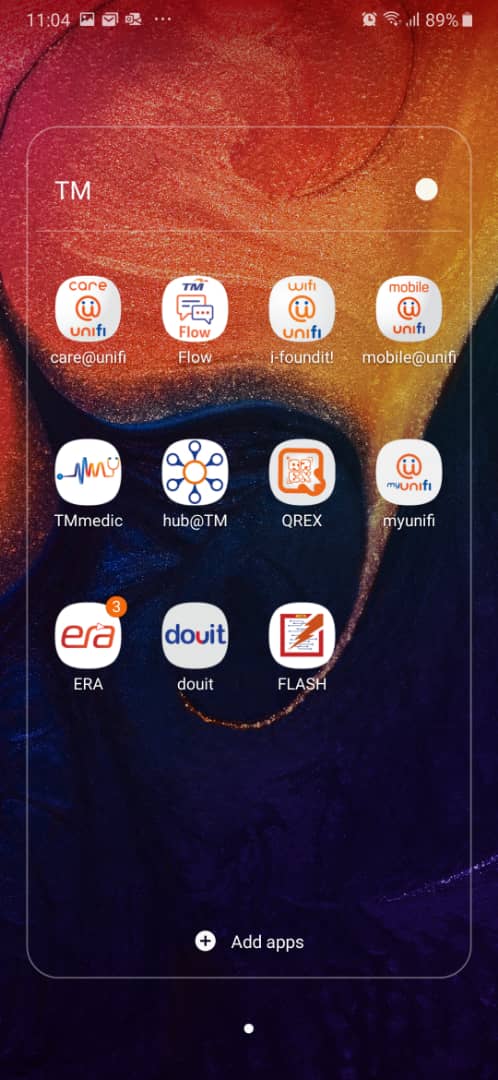 11:04
89%
TM
care
unifi
TM
Flow
wifi
unifi
mobile
unifi
care@unifi
Flow
i-foundit!
mobile@unifi
myunifi
TMmedic
hub@TM
QREX
myunifi
3
era
douit
ERA
douit
FLASH
Add apps